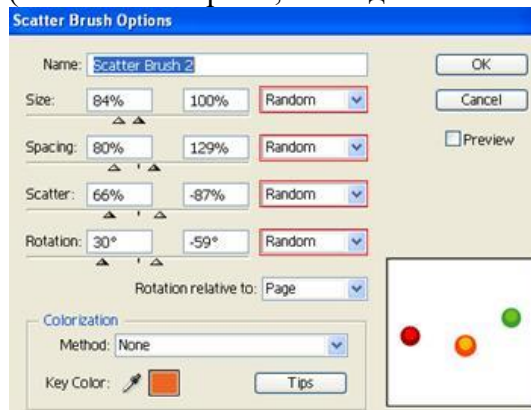 Scatter Brush Options
Name: Scatter Brush 2
OK
Size: 84% 100% Random
Cancel
Preview
Spacing: 80% 129% Random
Scatter: 66% -87% Random
Rotation: 30° -59° Random
Rotation relative to: Page
Colorization
Method: None
Key Color: Tips